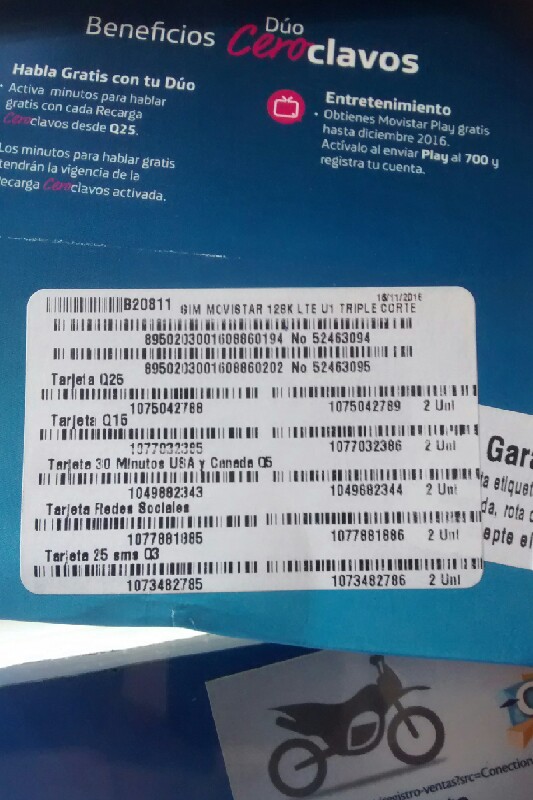 Beneficios Dúo Ceroclavos
Habla Gratis con tu Dúo
Activa minutos para hablar
gratis con cada Recarga
Ceroclavos desde Q25.
Los minutos para hablar gratis
tendrán la vigencia de la
ecarga Ceroclavos activada.
Entretenimiento
• Obtienes Movistar Play gratis
hasta diciembre 2016.
Actívalo al enviar Play al 700 y
registra tu cuenta.
16/11/2016
B20811 SIM MOVISTAR 128K LTE U1 TRIPLE CORTE
8950203001608860194 No 52463094
8950203001608860202 No 52463095
Tarjeta Q25
1075042788 1075042789 2 Uni
Tarjeta Q15
1077032385 1077032386 2 Uni
Tarjeta 30 Minutos USA y Canada Q5
1049682343 1049682344 2 Uni
Tarjeta Redes Sociales
1077881885 1077881886 2 Uni
Tarjeta 25 sms Q3
1073482785 1073482786 2 Uni
Gara
ta etiquet
da, rota o
epte el
gistro-ventas?src=Conection